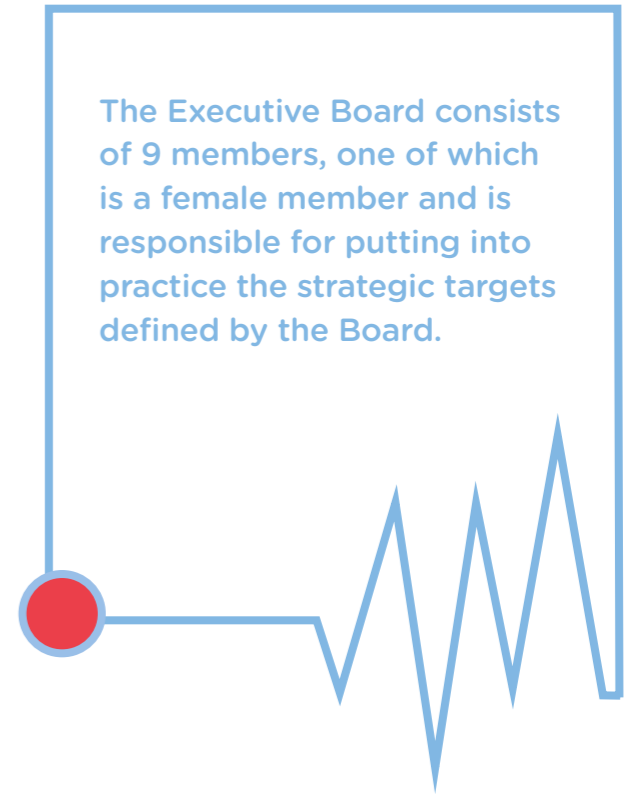 The Executive Board consists
of 9 members, one of which
is a female member and is
responsible for putting into
practice the strategic targets
defined by the Board.